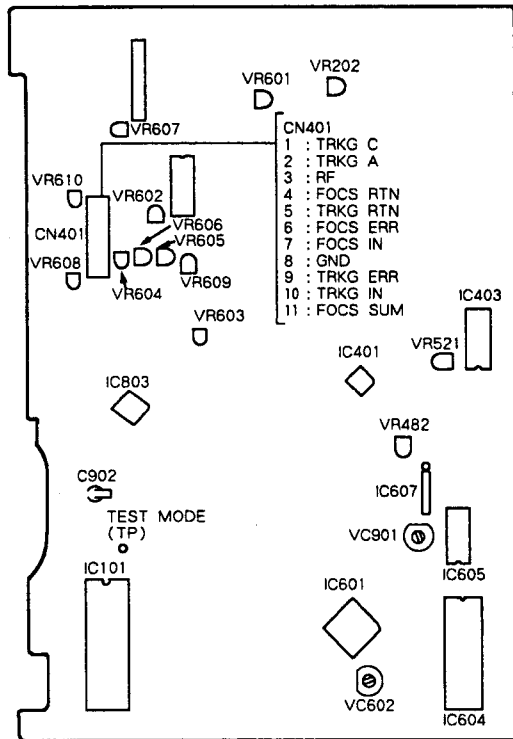 VR601
VR202
VR607
CN401
1 : TRKG C
2 : TRKG A
3 : RF
4 : FOCS RTN
5 : TRKG RTN
6 : FOCS ERR
7 : FOCS IN
8 : GND
9 : TRKG ERR
10 : TRKG IN
11 : FOCS SUM
VR610
VR602
VR606
CN401
VR605
VR608
VR604
VR609
VR603
IC403
VR521
IC401
IC803
VR482
C902
IC607
TEST MODE
(TP)
VC901
IC101
IC605
IC601
VC602
IC604